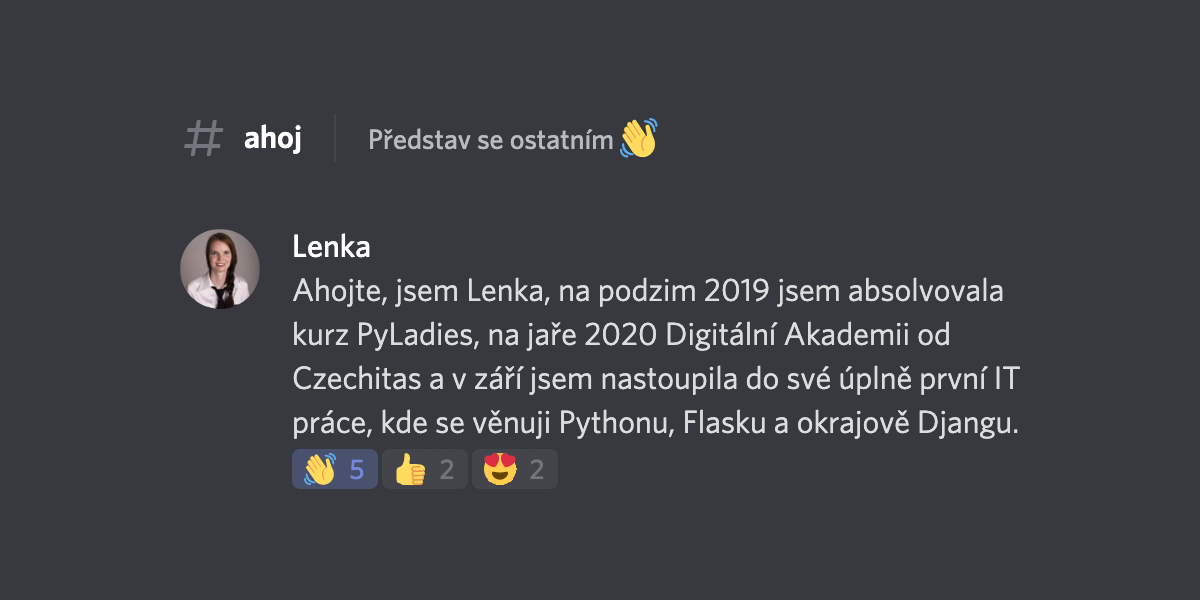 # ahoj Představ se ostatním 👋
Lenka
Ahojte, jsem Lenka, na podzim 2019 jsem absolvovala
kurz PyLadies, na jaře 2020 Digitální Akademii od
Czechitas a v září jsem nastoupila do své úplně první IT
práce, kde se věnuji Pythonu, Flasku a okrajově Djangu.
👋 5 👍 2 😍 2